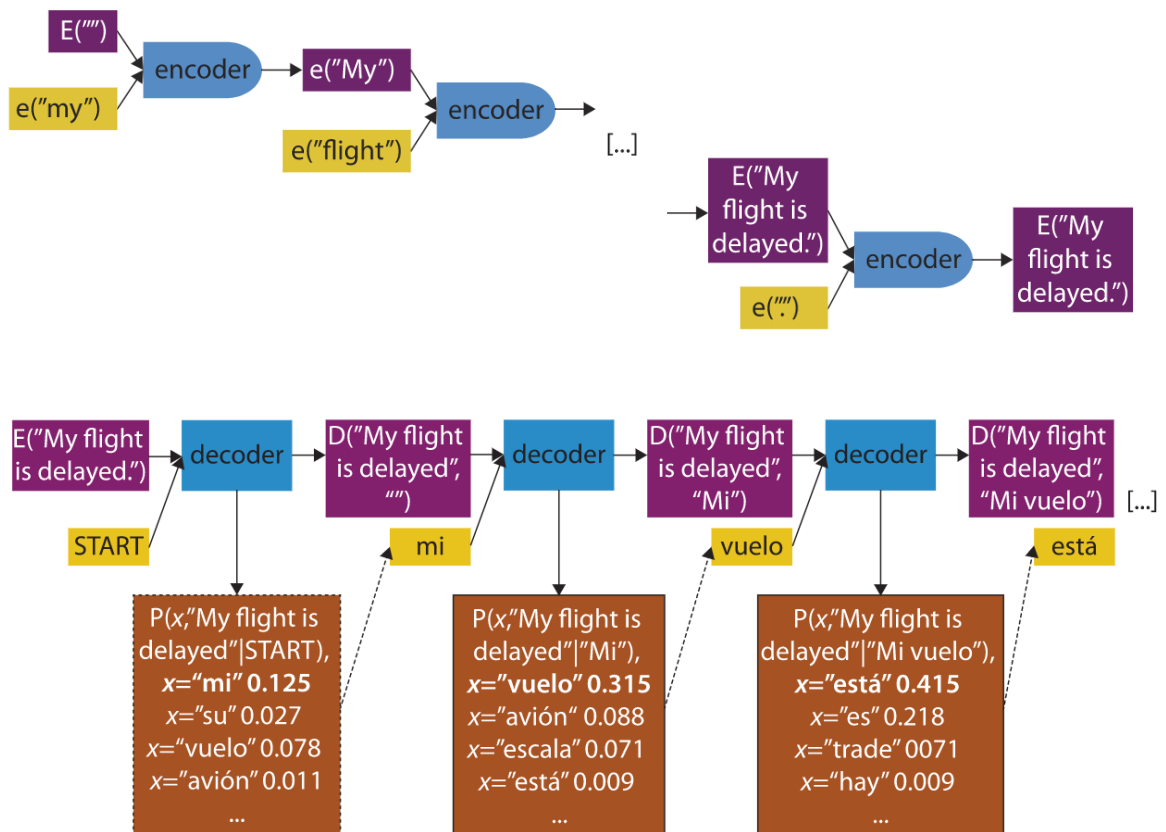 E(””)
encoder
e(”My”)
e(”my”)
encoder
e(”flight”)
[...]
E(”My
flight is
delayed.”)
encoder
E(”My
flight is
delayed.”)
e(”.”)
E(”My flight
is delayed.”)
decoder
D(”My flight
is delayed”,
“”)
decoder
D(”My flight
is delayed”,
“Mi”)
decoder
D(”My flight
is delayed”,
“Mi vuelo”)
[...]
START
mi
vuelo
está
P(x,”My flight is
delayed”|START),
x=“mi” 0.125
x=”su” 0.027
x=“vuelo” 0.078
x=”avión” 0.011
...
P(x,”My flight is
delayed”|”Mi”),
x=”vuelo” 0.315
x=”avión“ 0.088
x=”escala” 0.071
x=”está” 0.009
...
P(x,”My flight is
delayed”|”Mi vuelo”),
x=”está” 0.415
x=”es” 0.218
x=”trade” 0071
x=“hay” 0.009
...